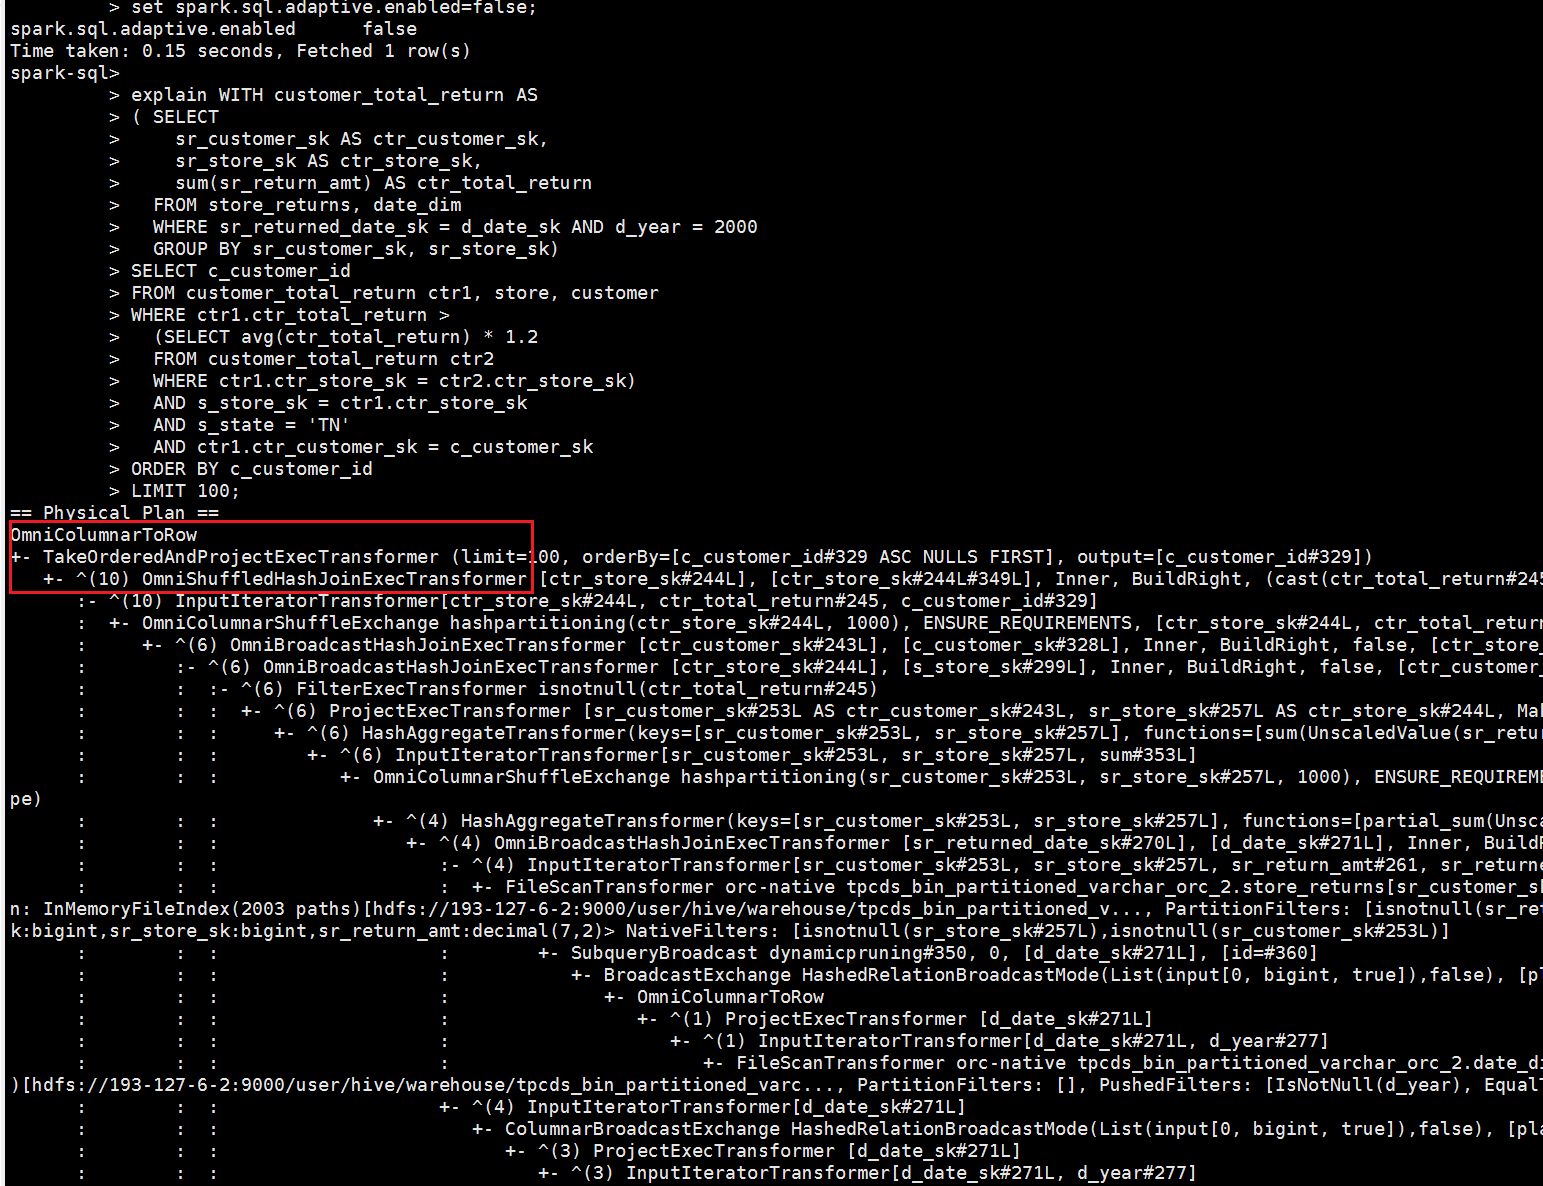 > set spark.sql.adaptive.enabled=false;
spark.sql.adaptive.enabled      false
Time taken: 0.15 seconds, Fetched 1 row(s)
spark-sql>
         > explain WITH customer_total_return AS
         > ( SELECT
         >     sr_customer_sk AS ctr_customer_sk,
         >     sr_store_sk AS ctr_store_sk,
         >     sum(sr_return_amt) AS ctr_total_return
         >   FROM store_returns, date_dim
         >   WHERE sr_returned_date_sk = d_date_sk AND d_year = 2000
         >   GROUP BY sr_customer_sk, sr_store_sk)
         > SELECT c_customer_id
         > FROM customer_total_return ctr1, store, customer
         > WHERE ctr1.ctr_total_return >
         >   (SELECT avg(ctr_total_return) * 1.2
         >   FROM customer_total_return ctr2
         >   WHERE ctr1.ctr_store_sk = ctr2.ctr_store_sk)
         >   AND s_store_sk = ctr1.ctr_store_sk
         >   AND s_state = 'TN'
         >   AND ctr1.ctr_customer_sk = c_customer_sk
         > ORDER BY c_customer_id
         > LIMIT 100;
== Physical Plan ==
OmniColumnarToRow
+- TakeOrderedAndProjectExecTransformer (limit=100, orderBy=[c_customer_id#329 ASC NULLS FIRST], output=[c_customer_id#329])
   +- ^(10) OmniShuffledHashJoinExecTransformer [ctr_store_sk#244L], [ctr_store_sk#244L#349L], Inner, BuildRight, (cast(ctr_total_return#245
      :- ^(10) InputIteratorTransformer[ctr_store_sk#244L, ctr_total_return#245, c_customer_id#329]
      :  +- OmniColumnarShuffleExchange hashpartitioning(ctr_store_sk#244L, 1000), ENSURE_REQUIREMENTS, [ctr_store_sk#244L, ctr_total_return
      :     +- ^(6) OmniBroadcastHashJoinExecTransformer [ctr_customer_sk#243L], [c_customer_sk#328L], Inner, BuildRight, false, [ctr_store_
      :        :- ^(6) OmniBroadcastHashJoinExecTransformer [ctr_store_sk#244L], [s_store_sk#299L], Inner, BuildRight, false, [ctr_customer_
      :        :  :- ^(6) FilterExecTransformer isnotnull(ctr_total_return#245)
      :        :  :  +- ^(6) ProjectExecTransformer [sr_customer_sk#253L AS ctr_customer_sk#243L, sr_store_sk#257L AS ctr_store_sk#244L, Mak
      :        :  :     +- ^(6) HashAggregateTransformer(keys=[sr_customer_sk#253L, sr_store_sk#257L], functions=[sum(UnscaledValue(sr_retur
      :        :  :        +- ^(6) InputIteratorTransformer[sr_customer_sk#253L, sr_store_sk#257L, sum#353L]
      :        :  :           +- OmniColumnarShuffleExchange hashpartitioning(sr_customer_sk#253L, sr_store_sk#257L, 1000), ENSURE_REQUIREME
pe)
      :        :  :              +- ^(4) HashAggregateTransformer(keys=[sr_customer_sk#253L, sr_store_sk#257L], functions=[partial_sum(Unsca
      :        :  :                 +- ^(4) OmniBroadcastHashJoinExecTransformer [sr_returned_date_sk#270L], [d_date_sk#271L], Inner, BuildR
      :        :  :                    :- ^(4) InputIteratorTransformer[sr_customer_sk#253L, sr_store_sk#257L, sr_return_amt#261, sr_returne
      :        :  :                    :  +- FileScanTransformer orc-native tpcds_bin_partitioned_varchar_orc_2.store_returns[sr_customer_sk
n: InMemoryFileIndex(2003 paths)[hdfs://193-127-6-2:9000/user/hive/warehouse/tpcds_bin_partitioned_v..., PartitionFilters: [isnotnull(sr_ret
k:bigint,sr_store_sk:bigint,sr_return_amt:decimal(7,2)> NativeFilters: [isnotnull(sr_store_sk#257L),isnotnull(sr_customer_sk#253L)]
      :        :  :                    :        +- SubqueryBroadcast dynamicpruning#350, 0, [d_date_sk#271L], [id=#360]
      :        :  :                    :           +- BroadcastExchange HashedRelationBroadcastMode(List(input[0, bigint, true]),false), [pl
      :        :  :                    :              +- OmniColumnarToRow
      :        :  :                    :                 +- ^(1) ProjectExecTransformer [d_date_sk#271L]
      :        :  :                    :                    +- ^(1) InputIteratorTransformer[d_date_sk#271L, d_year#277]
      :        :  :                    :                       +- FileScanTransformer orc-native tpcds_bin_partitioned_varchar_orc_2.date_di
)[hdfs://193-127-6-2:9000/user/hive/warehouse/tpcds_bin_partitioned_varc..., PartitionFilters: [], PushedFilters: [IsNotNull(d_year), EqualT
      :        :  :                    +- ^(4) InputIteratorTransformer[d_date_sk#271L]
      :        :  :                       +- ColumnarBroadcastExchange HashedRelationBroadcastMode(List(input[0, bigint, true]),false), [pla
      :        :  :                          +- ^(3) ProjectExecTransformer [d_date_sk#271L]
      :        :  :                             +- ^(3) InputIteratorTransformer[d_date_sk#271L, d_year#277]